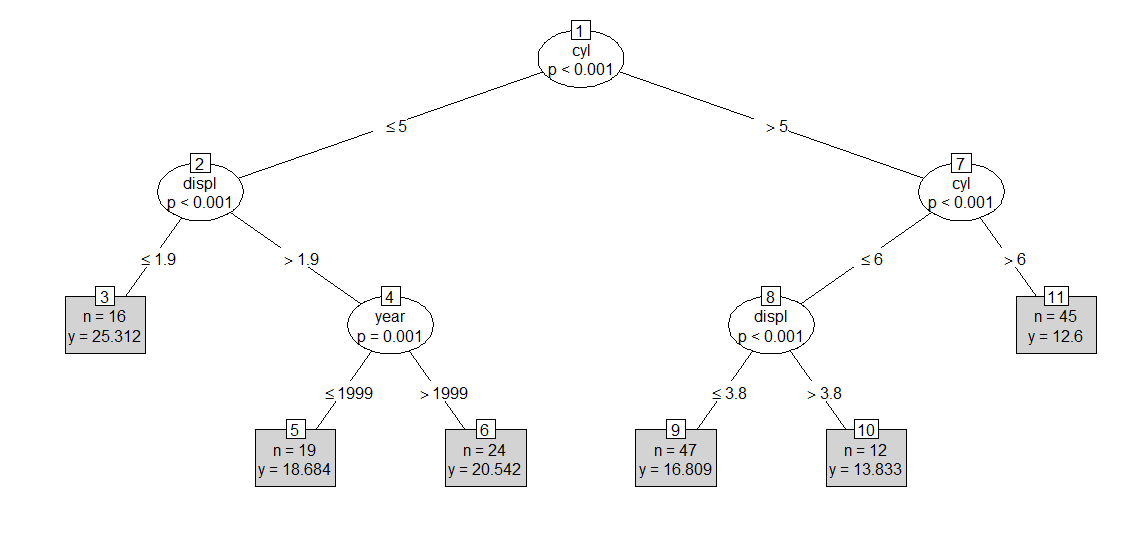 1
cyl
p < 0.001
≤ 5
> 5
2
displ
p < 0.001
7
cyl
p < 0.001
≤ 1.9
> 1.9
≤ 6
> 6
3
n = 16
y = 25.312
4
year
p = 0.001
8
displ
p < 0.001
11
n = 45
y = 12.6
≤ 1999
> 1999
≤ 3.8
> 3.8
5
n = 19
y = 18.684
6
n = 24
y = 20.542
9
n = 47
y = 16.809
10
n = 12
y = 13.833